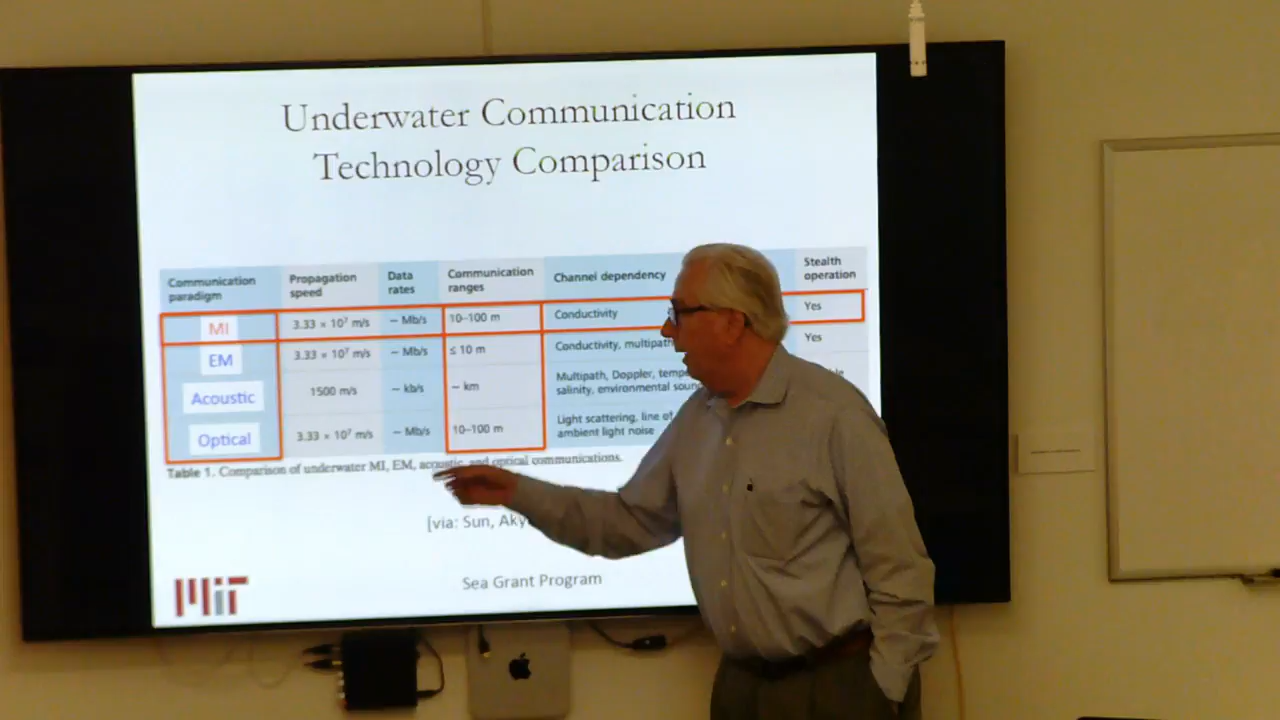 Underwater Communication
Technology Comparison
Communication paradigm Propagation speed Data rates Communication ranges Channel dependency Stealth operation
MI 3.33 × 10⁷ m/s ~ Mb/s 10–100 m Conductivity Yes
EM 3.33 × 10⁷ m/s ~ Mb/s ≤ 10 m Conductivity, multipath Yes
Acoustic 1500 m/s ~ kb/s ~ km Multipath, Doppler, salinity, environmental
Optical 3.33 × 10⁷ m/s ~ Mb/s 10–100 m Light scattering, line of ambient light noise
Table 1. Comparison of underwater MI, EM, acoustic, and optical communications.
[via: Sun,
MIT Sea Grant Program